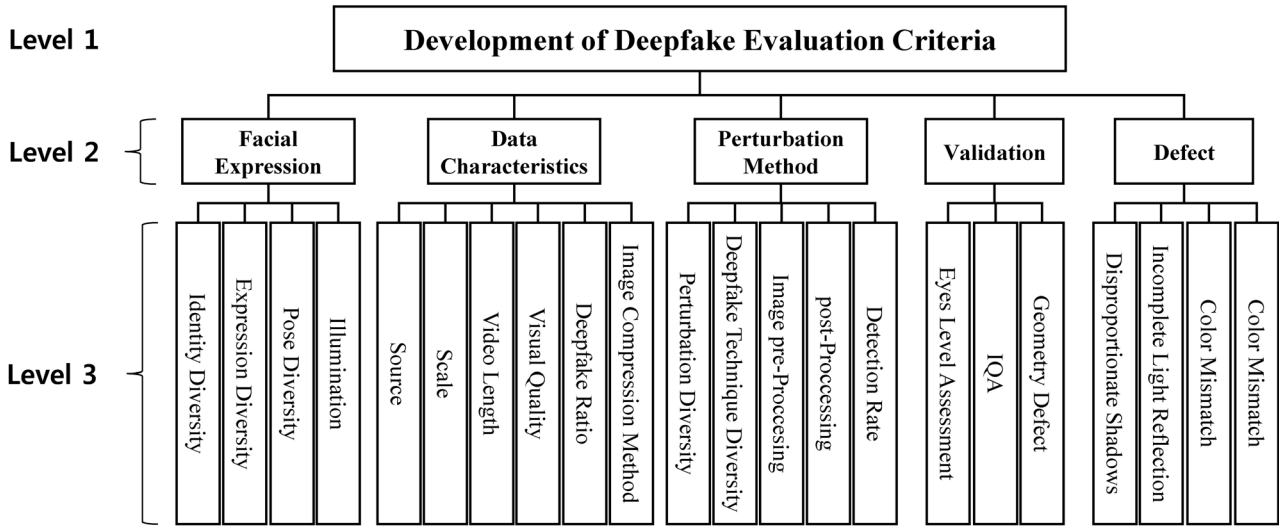 Level 1
Development of Deepfake Evaluation Criteria
Level 2
Facial
Expression
Data
Characteristics
Perturbation
Method
Validation
Defect
Level 3
Identity Diversity
Expression Diversity
Pose Diversity
Illumination
Source
Scale
Video Length
Visual Quality
Deepfake Ratio
Image Compression Method
Perturbation Diversity
Deepfake Technique Diversity
Image pre-Proccesing
post-Proccessing
Detection Rate
Eyes Level Assessment
IQA
Geometry Defect
Disproportionate Shadows
Incomplete Light Reflection
Color Mismatch
Color Mismatch